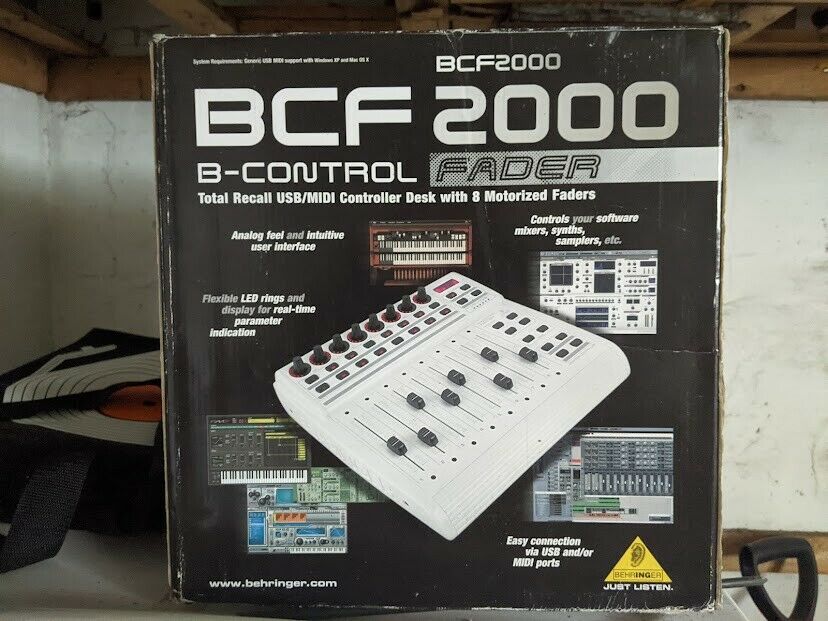 System Requirements: Generic USB MIDI support with Windows XP and Mac OS X
BCF2000
BCF 2000
B-CONTROL FADER
Total Recall USB/MIDI Controller Desk with 8 Motorized Faders
Analog feel and intuitive
user interface
Controls your software
mixers, synths,
samplers, etc.
Flexible LED rings and
display for real-time
parameter
indication
Easy connection
via USB and/or
MIDI ports
BEHRINGER
JUST LISTEN.
www.behringer.com